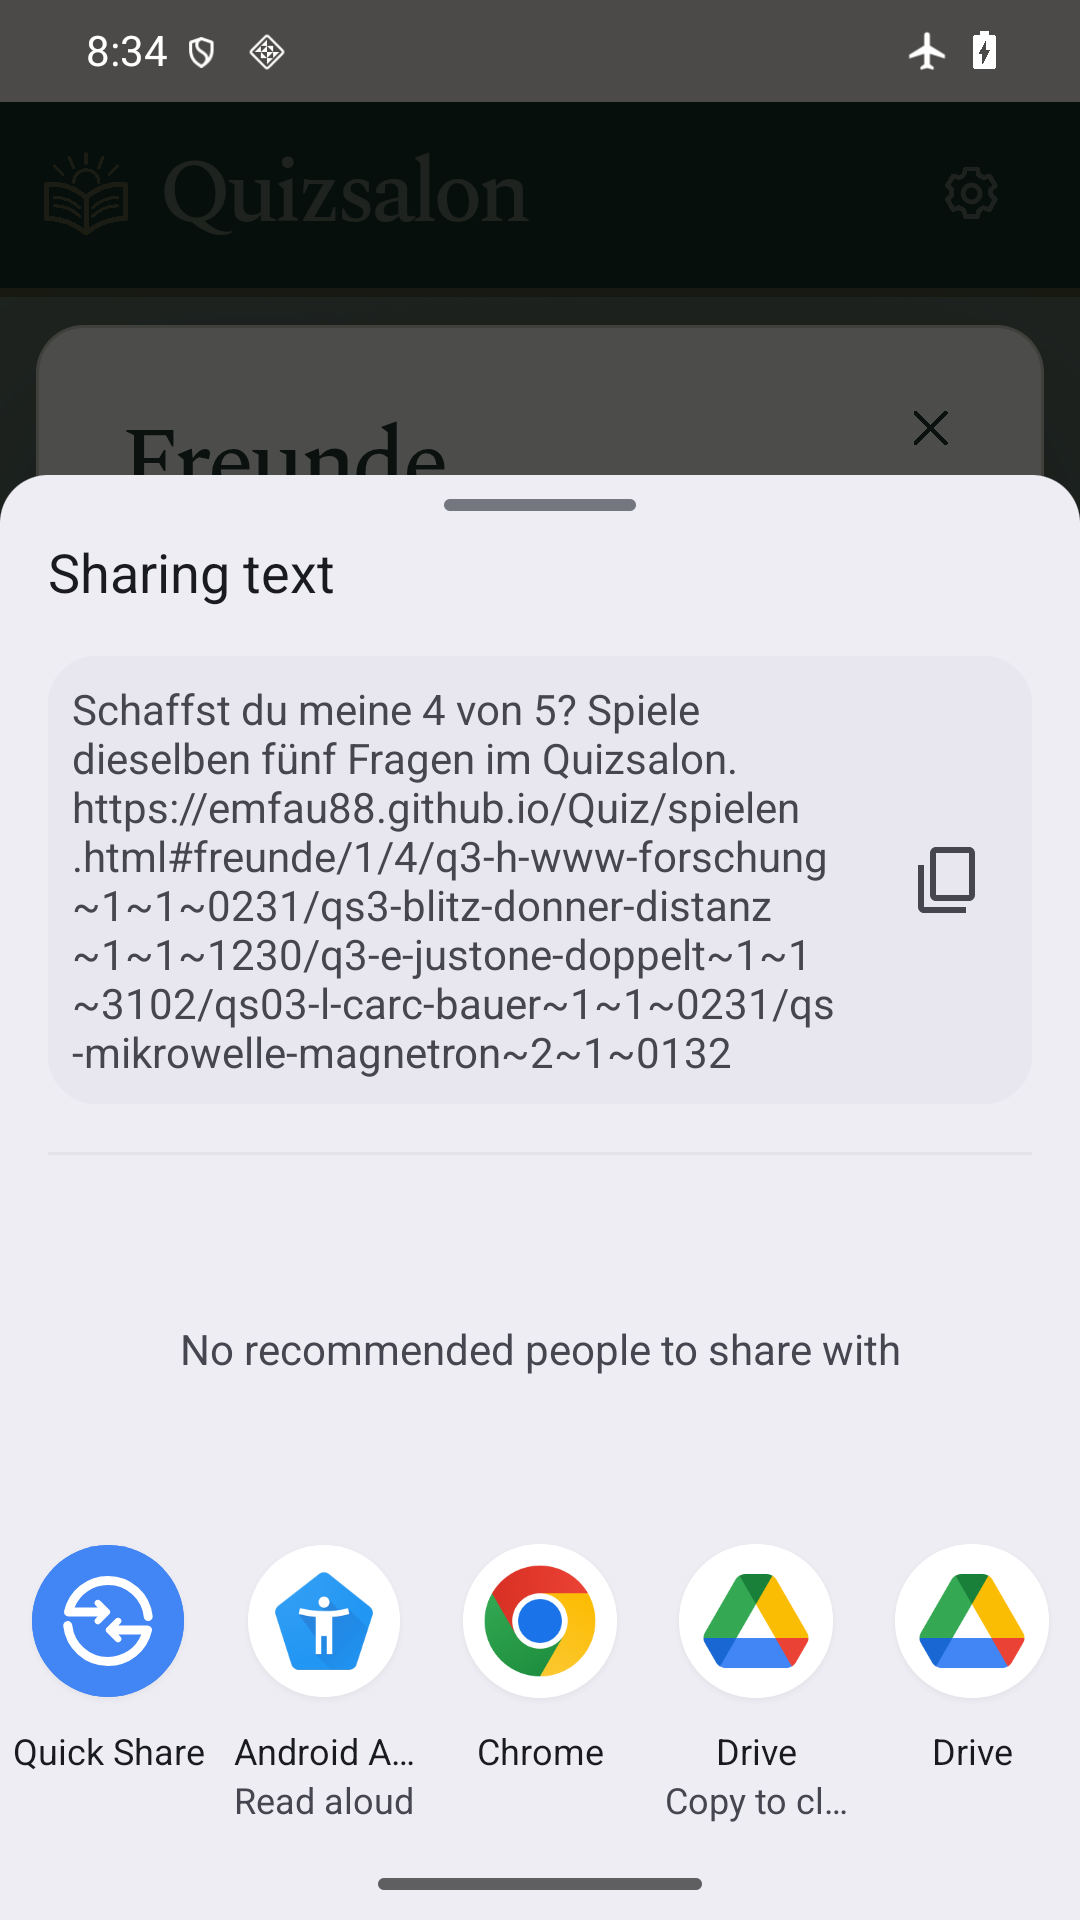 8:34
Quizsalon
Freunde
Sharing text
Schaffst du meine 4 von 5? Spiele
dieselben fünf Fragen im Quizsalon.
https://emfau88.github.io/Quiz/spielen
.html#freunde/1/4/q3-h-www-forschung
~1~1~0231/qs3-blitz-donner-distanz
~1~1~1230/q3-e-justone-doppelt~1~1
~3102/qs03-l-carc-bauer~1~1~0231/qs
-mikrowelle-magnetron~2~1~0132
No recommended people to share with
Quick Share
Android A...
Read aloud
Chrome
Drive
Copy to cl...
Drive